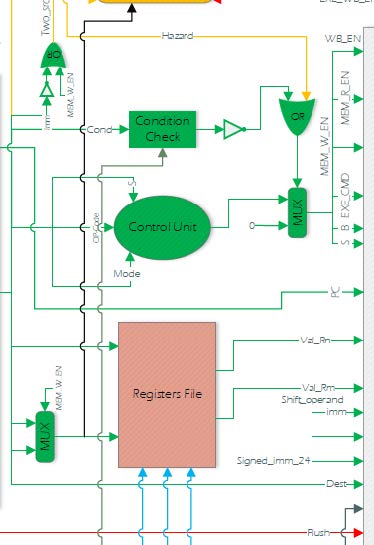 WB_EN
Two_src
Hazard
OR
MEM_R_EN
MEM_W_EN
imm
Cond
Condition
Check
OR
MEM_W_EN
S
MUX
EXE_CMD
OP-Code
Control Unit
0
B
S
Mode
PC
Val_Rn
MEM_W_EN
Registers File
Val_Rm
Shift_operand
imm
MUX
Signed_imm_24
Dest
Flush